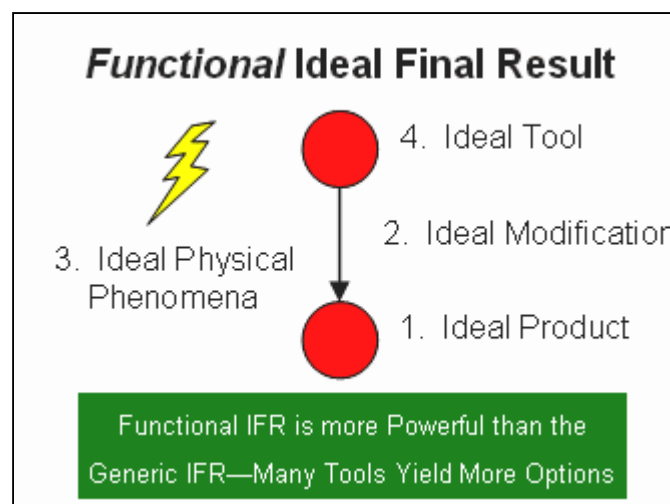 Functional Ideal Final Result
4. Ideal Tool
2. Ideal Modification
3. Ideal Physical
Phenomena
1. Ideal Product
Functional IFR is more Powerful than the
Generic IFR—Many Tools Yield More Options